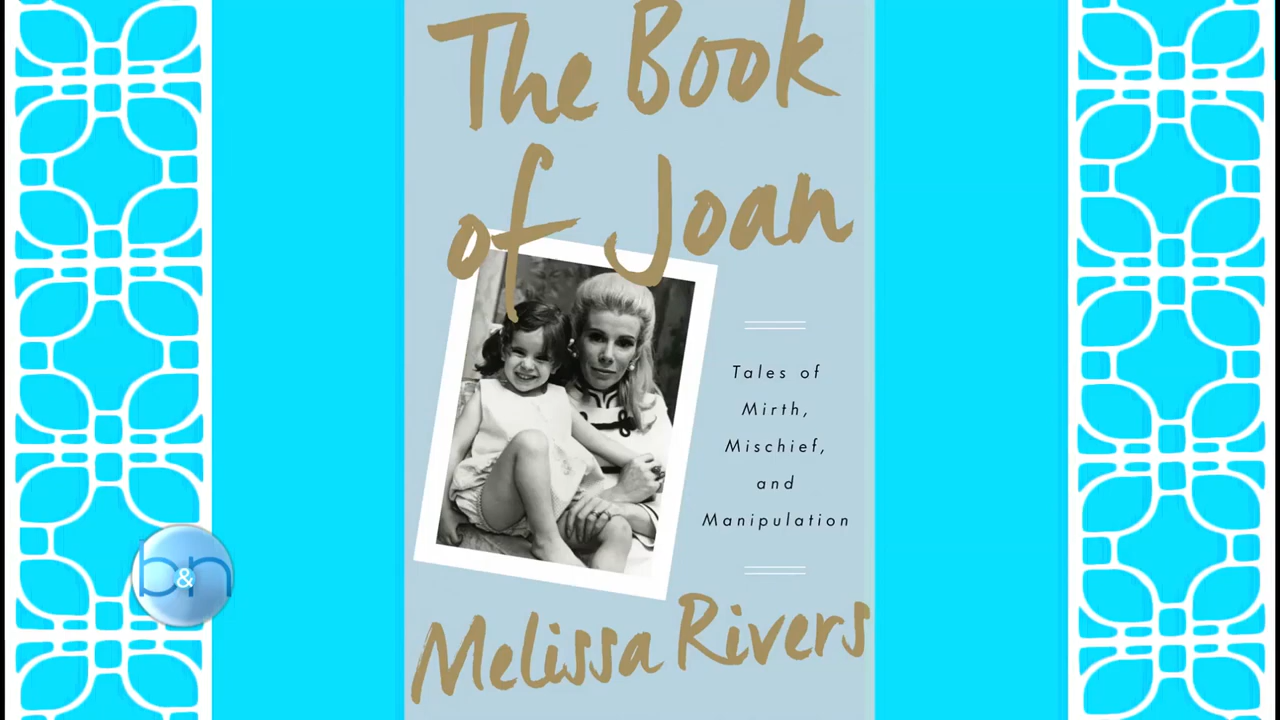 The Book
of Joan
Tales of
Mirth,
Mischief,
and
Manipulation
Melissa Rivers
b&n